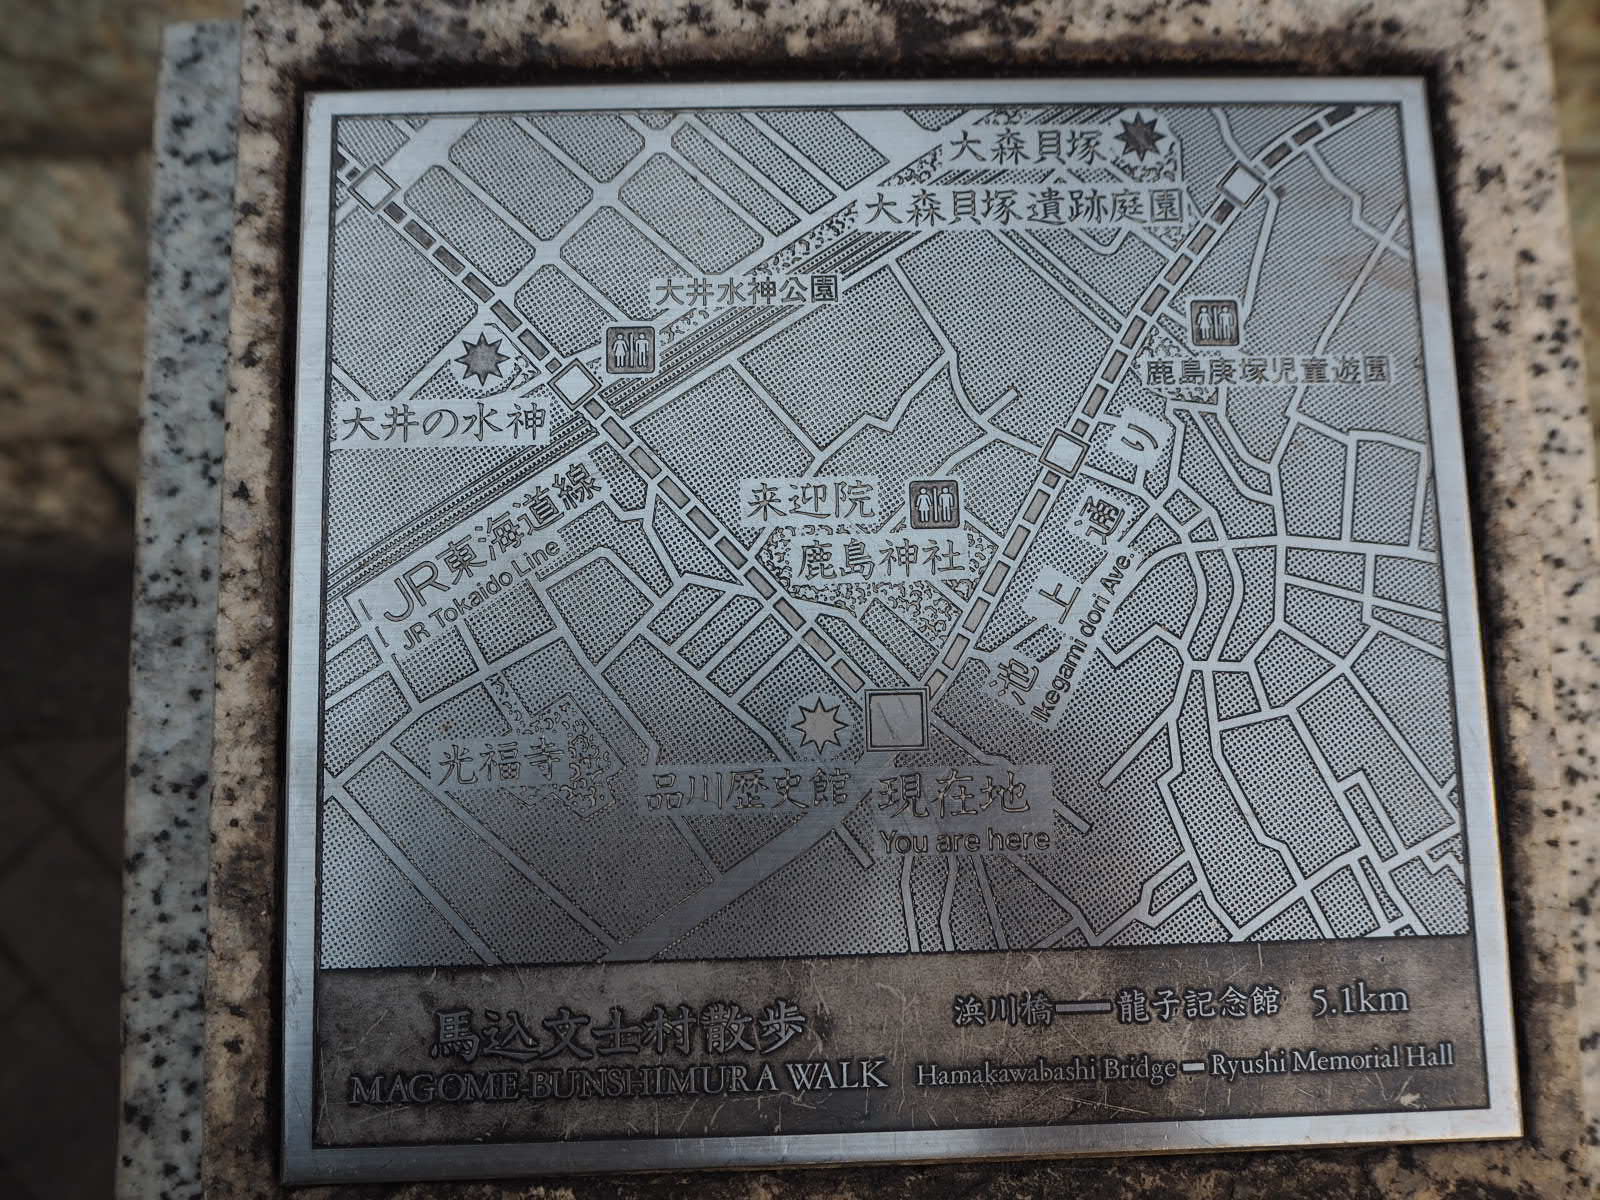 大森貝塚
大森貝塚遺跡庭園
大井水神公園
鹿島庚塚児童遊園
大井の水神
池上通り
Ikegami dori Ave.
来迎院
鹿島神社
JR東海道線
JR Tokaido Line
光福寺
品川歴史館
現在地
You are here
馬込文士村散歩
MAGOME-BUNSHIMURA WALK
浜川橋━龍子記念館 5.1km
Hamakawabashi Bridge━Ryushi Memorial Hall